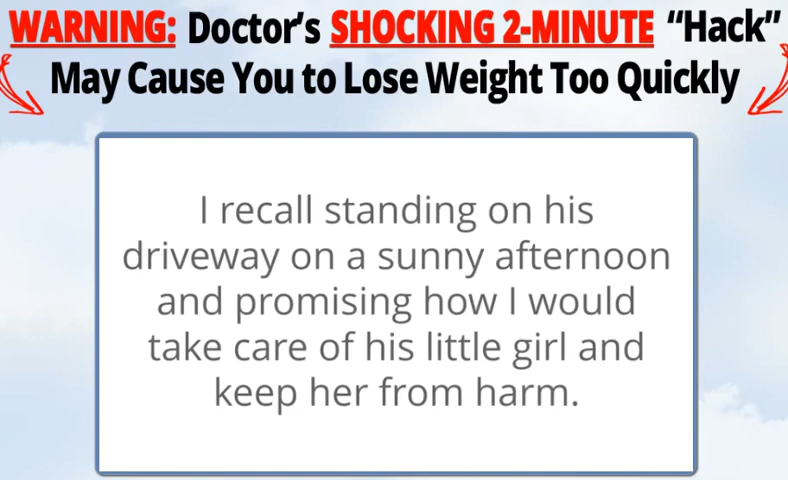 WARNING: Doctor's SHOCKING 2-MINUTE “Hack”
May Cause You to Lose Weight Too Quickly
I recall standing on his
driveway on a sunny afternoon
and promising how I would
take care of his little girl and
keep her from harm.